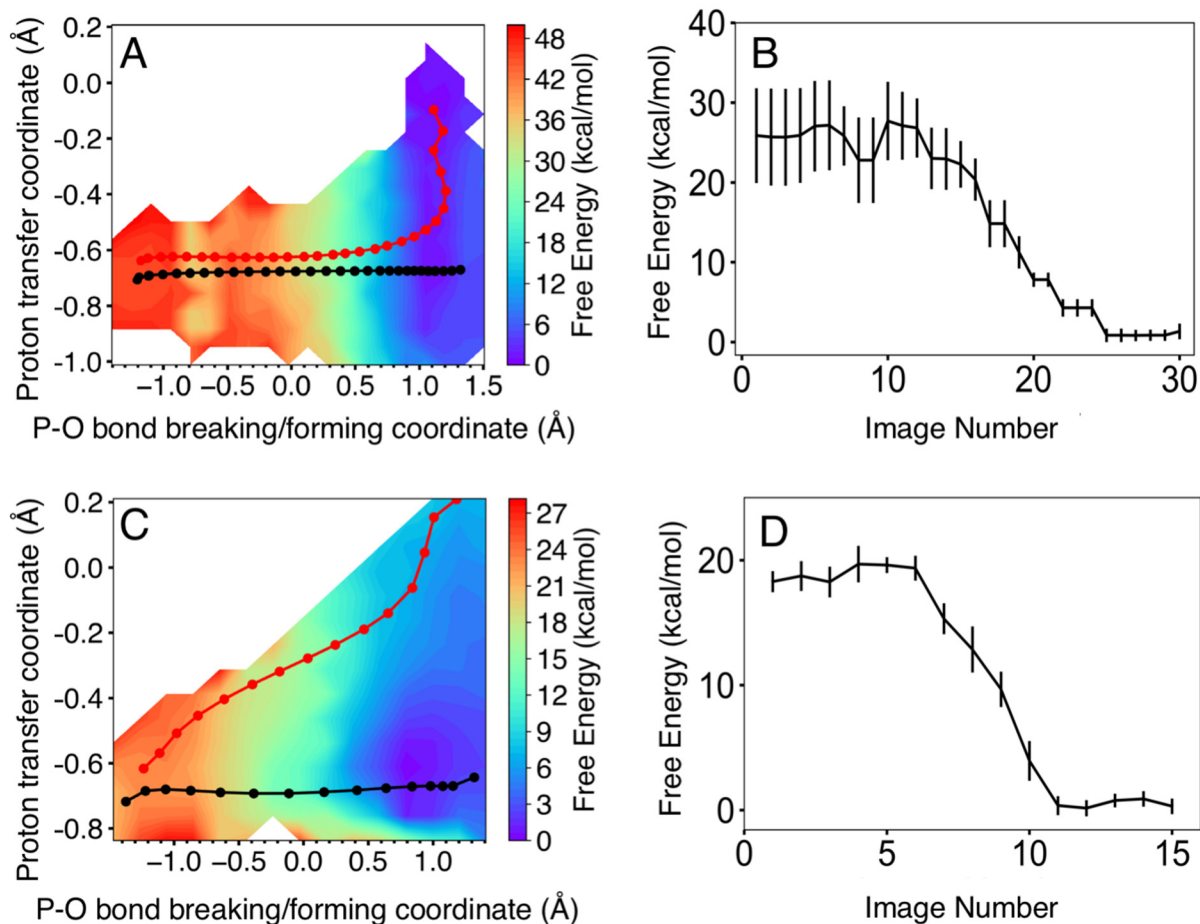 A
Proton transfer coordinate (Å)
0.2
0.0
-0.2
-0.4
-0.6
-0.8
-1.0
−1.0 −0.5 0.0 0.5 1.0 1.5
P-O bond breaking/forming coordinate (Å)
48
42
36
30
24
18
12
6
0
Free Energy (kcal/mol)
B
Free Energy (kcal/mol)
40
30
20
10
0
0 10 20 30
Image Number
C
Proton transfer coordinate (Å)
0.2
0.0
-0.2
-0.4
-0.6
-0.8
−1.0 −0.5 0.0 0.5 1.0
P-O bond breaking/forming coordinate (Å)
27
24
21
18
15
12
9
6
3
0
Free Energy (kcal/mol)
D
Free Energy (kcal/mol)
20
10
0
0 5 10 15
Image Number